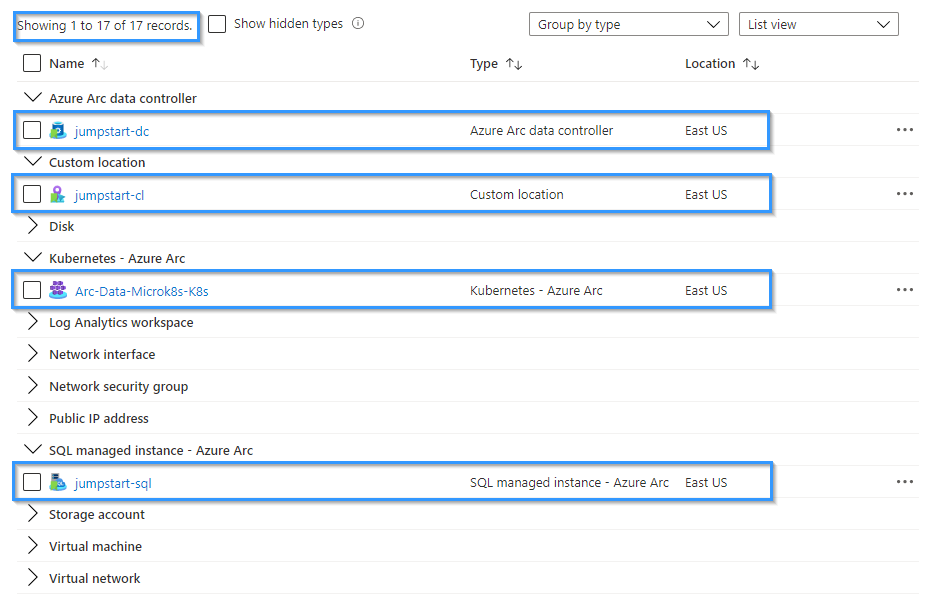 Showing 1 to 17 of 17 records. Show hidden types Group by type List view
Name Type Location
Azure Arc data controller
jumpstart-dc Azure Arc data controller East US
Custom location
jumpstart-cl Custom location East US
Disk
Kubernetes - Azure Arc
Arc-Data-Microk8s-K8s Kubernetes - Azure Arc East US
Log Analytics workspace
Network interface
Network security group
Public IP address
SQL managed instance - Azure Arc
jumpstart-sql SQL managed instance - Azure Arc East US
Storage account
Virtual machine
Virtual network